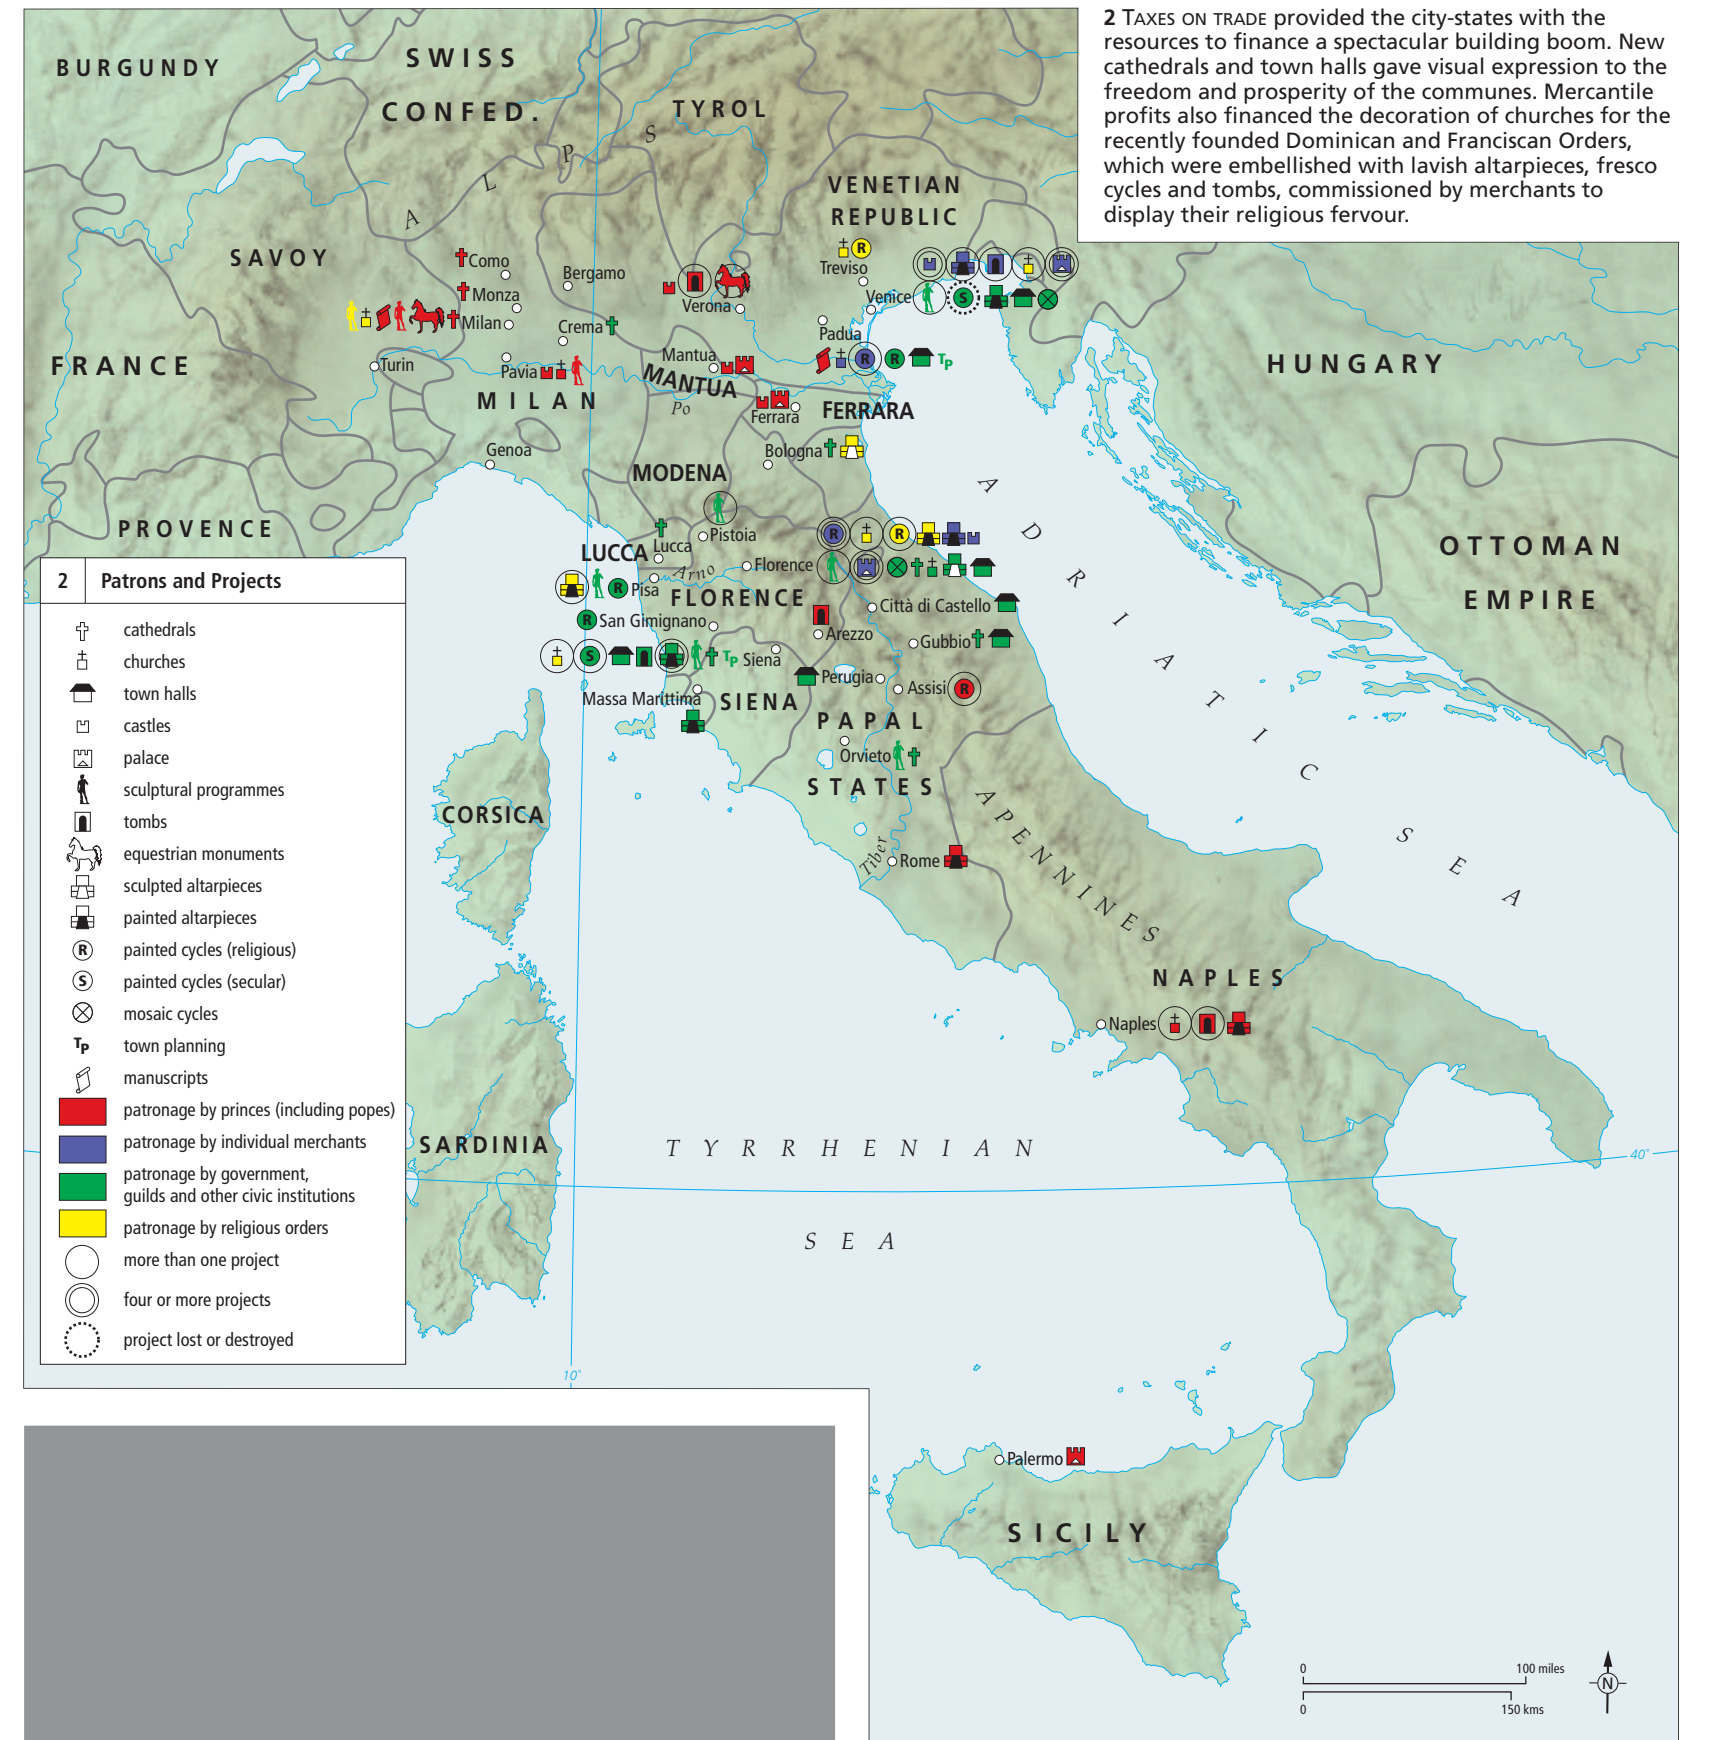 2 TAXES ON TRADE provided the city-states with the
resources to finance a spectacular building boom. New
cathedrals and town halls gave visual expression to the
freedom and prosperity of the communes. Mercantile
profits also financed the decoration of churches for the
recently founded Dominican and Franciscan Orders,
which were embellished with lavish altarpieces, fresco
cycles and tombs, commissioned by merchants to
display their religious fervour.
BURGUNDY
SWISS
CONFED.
TYROL
ALPS
VENETIAN
REPUBLIC
SAVOY
Como
Bergamo
R
Treviso
Monza
Verona
Venice
S
Milan
Crema
Padua
FRANCE
Turin
Pavia
Mantua
MANTUA
R
R
TP
HUNGARY
MILAN
Po
Ferrara
FERRARA
Genoa
Bologna
MODENA
ADRIATIC SEA
PROVENCE
Pistoia
R
R
LUCCA
Lucca
Arno
Florence
OTTOMAN
EMPIRE
R
Pisa
FLORENCE
Città di Castello
R
San Gimignano
Arezzo
Gubbio
S
TP
Siena
Perugia
Assisi
R
Massa Marittima
SIENA
PAPAL
STATES
Orvieto
CORSICA
APENNINES
Tiber
Rome
NAPLES
Naples
SARDINIA
TYRRHENIAN
SEA
40°
10°
Palermo
SICILY
2 Patrons and Projects
cathedrals
churches
town halls
castles
palace
sculptural programmes
tombs
equestrian monuments
sculpted altarpieces
painted altarpieces
R painted cycles (religious)
S painted cycles (secular)
mosaic cycles
TP town planning
manuscripts
patronage by princes (including popes)
patronage by individual merchants
patronage by government,
guilds and other civic institutions
patronage by religious orders
more than one project
four or more projects
project lost or destroyed
0 100 miles
0 150 kms
N